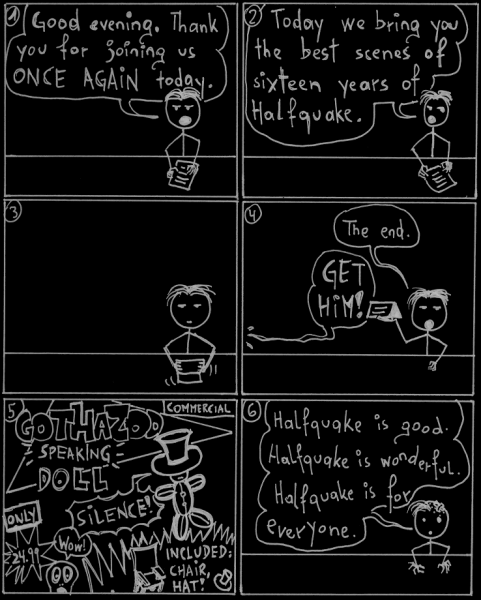 1
Good evening. Thank
you for joining us
ONCE AGAIN today.
2
Today we bring you
the best scenes of
sixteen years of
Halfquake.
3
4
The end.
GET
HiM!
5
COMMERCIAL
GOTHAZOD
SPEAKING
DOLL
SiLENCE!
ONLY
24.99
WOW!
INCLUDED:
CHAIR,
HAT!
6
Halfquake is good.
Halfquake is wonderful.
Halfquake is for
everyone.